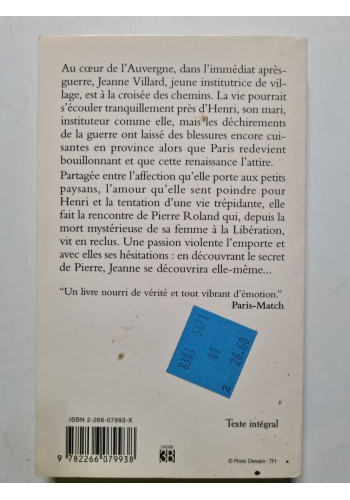 Au cœur de l'Auvergne, dans l'immédiat après-
guerre, Jeanne Villard, jeune institutrice de vil-
lage, est à la croisée des chemins. La vie pourrait
s'écouler tranquillement près d'Henri, son mari,
instituteur comme elle, mais les déchirements
de la guerre ont laissé des blessures encore cui-
santes en province alors que Paris redevient
bouillonnant et que cette renaissance l'attire.
Partagée entre l'affection qu'elle porte aux petits
paysans, l'amour qu'elle sent poindre pour
Henri et la tentation d'une vie trépidante, elle
fait la rencontre de Pierre Roland qui, depuis la
mort mystérieuse de sa femme à la Libération,
vit en reclus. Une passion violente l'emporte et
avec elles ses hésitations : en découvrant le secret
de Pierre, Jeanne se découvrira elle-même...
"Un livre nourri de vérité et tout vibrant d'émotion."
Paris-Match
8303 5671
08
2 26.60
ISBN 2-266-07993-X
9 782266 079938
3B
Texte intégral